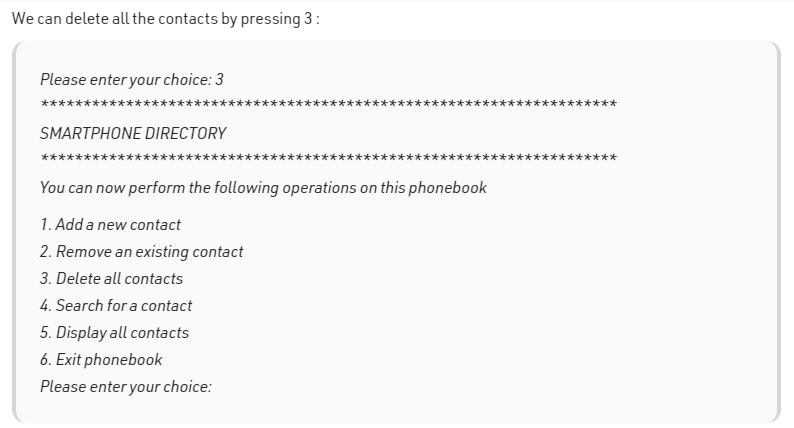 We can delete all the contacts by pressing 3 :
Please enter your choice: 3
************************************************************************
SMARTPHONE DIRECTORY
************************************************************************
You can now perform the following operations on this phonebook
1. Add a new contact
2. Remove an existing contact
3. Delete all contacts
4. Search for a contact
5. Display all contacts
6. Exit phonebook
Please enter your choice: